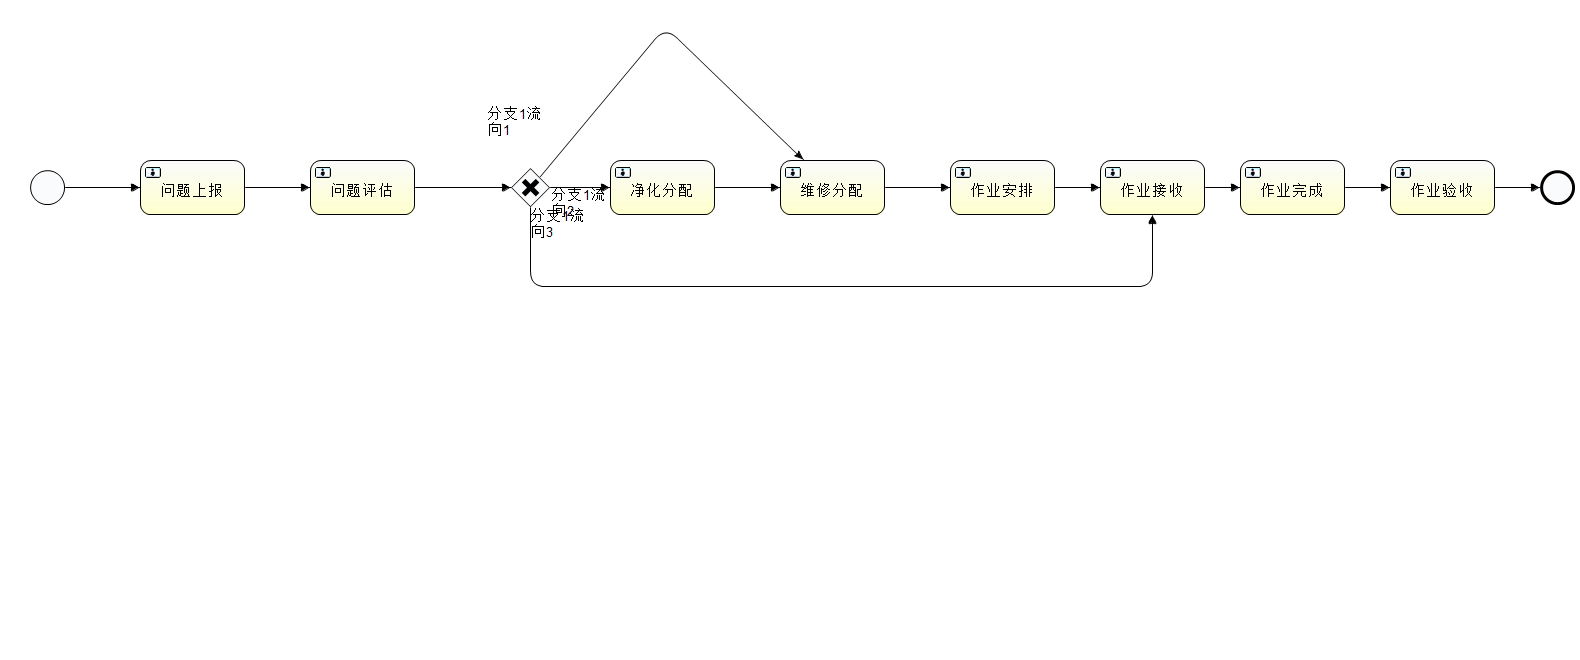 分支1流
向1
问题上报
问题评估
分支1流
向2
分支1流
向3
净化分配
维修分配
作业安排
作业接收
作业完成
作业验收